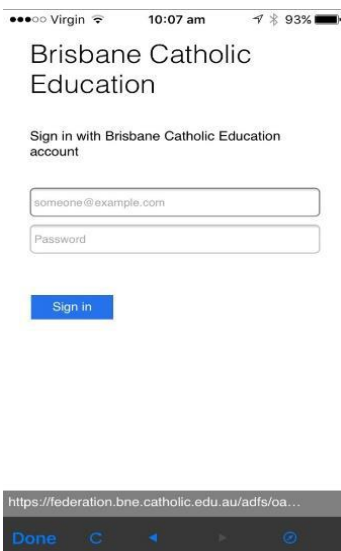 Virgin 10:07 am 93%
Brisbane Catholic
Education
Sign in with Brisbane Catholic Education
account
someone@example.com
Password
Sign in
https://federation.bne.catholic.edu.au/adfs/oa...
Done